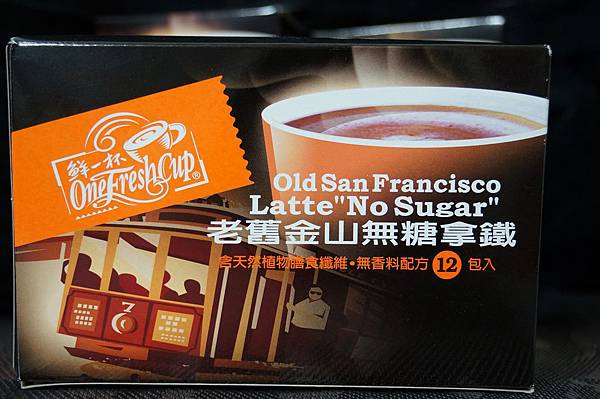 鮮一杯
OneFreshCup®
Old San Francisco
Latte "No Sugar"
老舊金山無糖拿鐵
含天然植物膳食纖維•無香料配方 12 包入
7